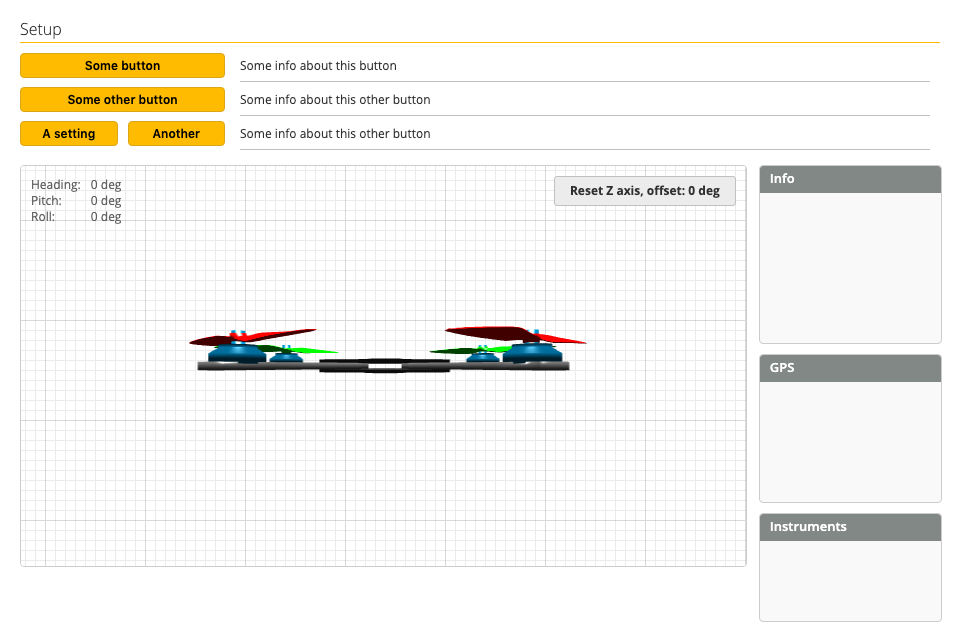 Setup
Some button
Some info about this button
Some other button
Some info about this other button
A setting
Another
Some info about this other button
Heading: 0 deg
Pitch: 0 deg
Roll: 0 deg
Reset Z axis, offset: 0 deg
Info
GPS
Instruments